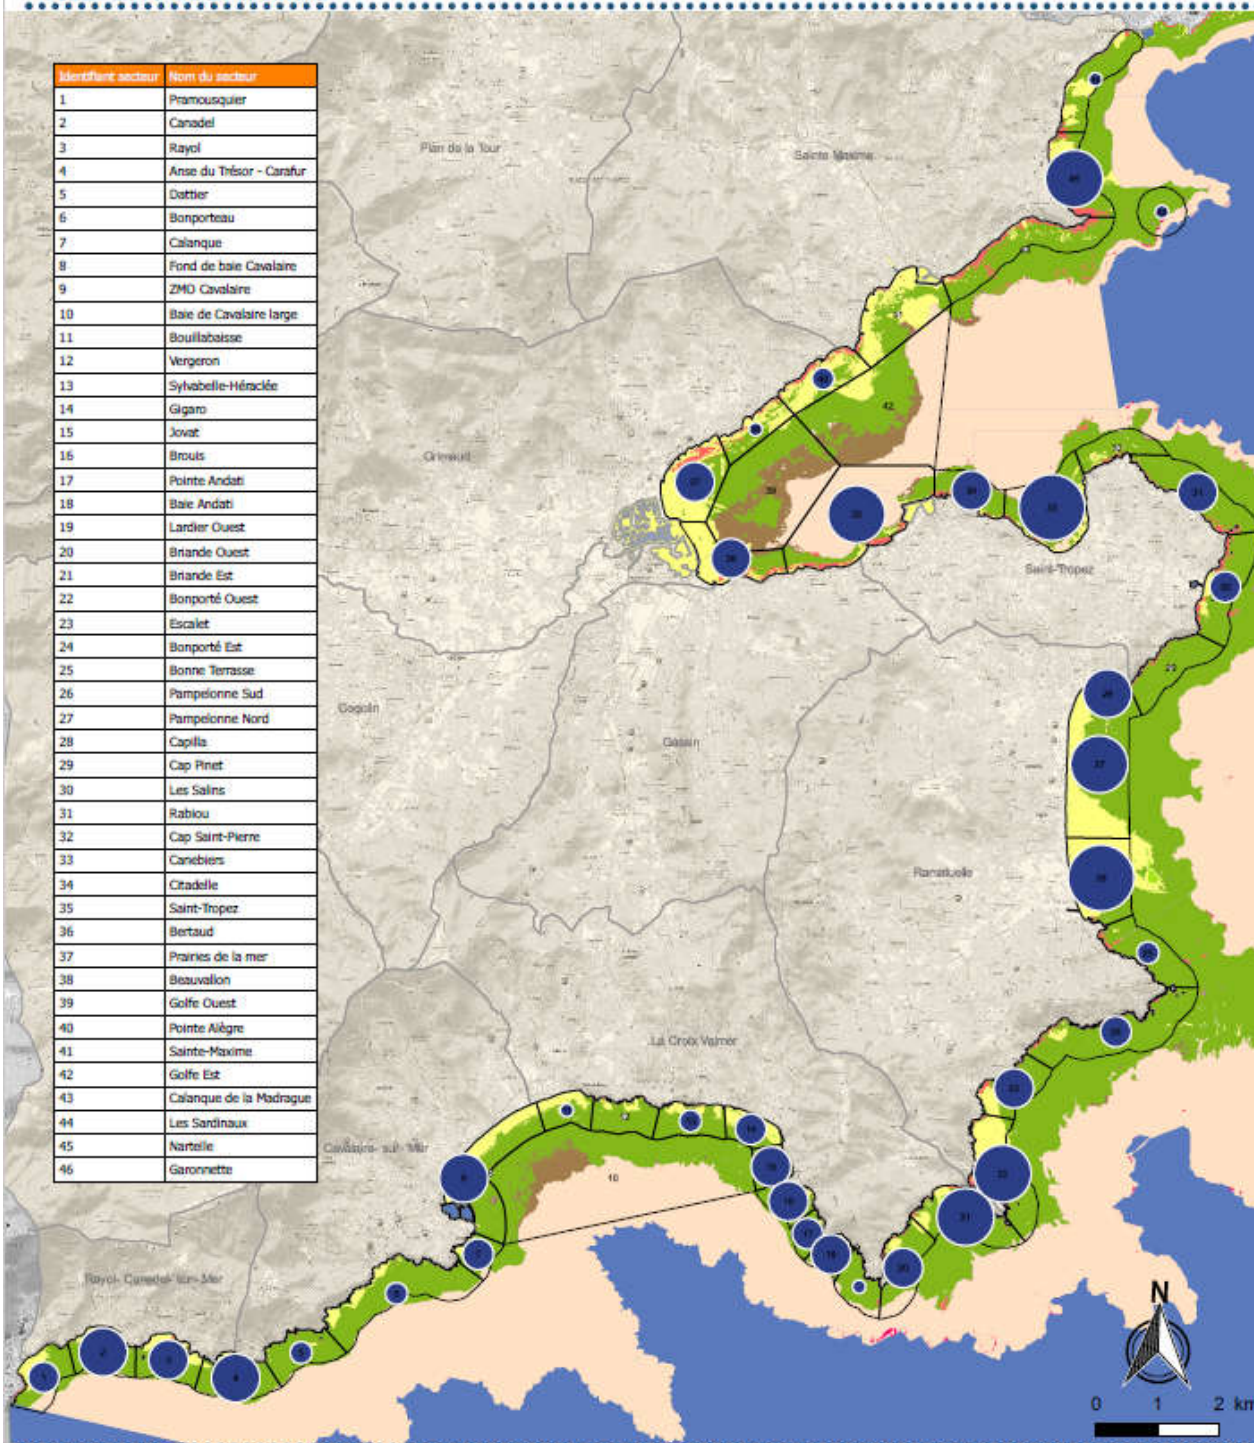 Identifiant secteur Nom du secteur
1 Pramousquier
2 Canadel
3 Rayol
4 Anse du Trésor - Carafur
5 Dattier
6 Bonporteau
7 Calanque
8 Fond de baie Cavalaire
9 ZMO Cavalaire
10 Baie de Cavalaire large
11 Bouillabaisse
12 Vergeron
13 Sylvabelle-Héraclée
14 Gigaro
15 Jovat
16 Brouis
17 Pointe Andati
18 Baie Andati
19 Lardier Ouest
20 Briande Ouest
21 Briande Est
22 Bonporté Ouest
23 Escalet
24 Bonporté Est
25 Bonne Terrasse
26 Pampelonne Sud
27 Pampelonne Nord
28 Capilla
29 Cap Pinet
30 Les Salins
31 Rabiou
32 Cap Saint-Pierre
33 Canebiers
34 Citadelle
35 Saint-Tropez
36 Bertaud
37 Prairies de la mer
38 Beauvallon
39 Golfe Ouest
40 Pointe Alègre
41 Sainte-Maxime
42 Golfe Est
43 Calanque de la Madrague
44 Les Sardinaux
45 Nartelle
46 Garonnette
Plan de la Tour
Sainte Maxime
Grimaud
42
Saint-Tropez
29
Cogolin
Gassin
Ramatuelle
La Croix Valmer
Cavalaire- sur- Mer
10
Rayol- Canadel- sur- Mer
N
0 1 2 km